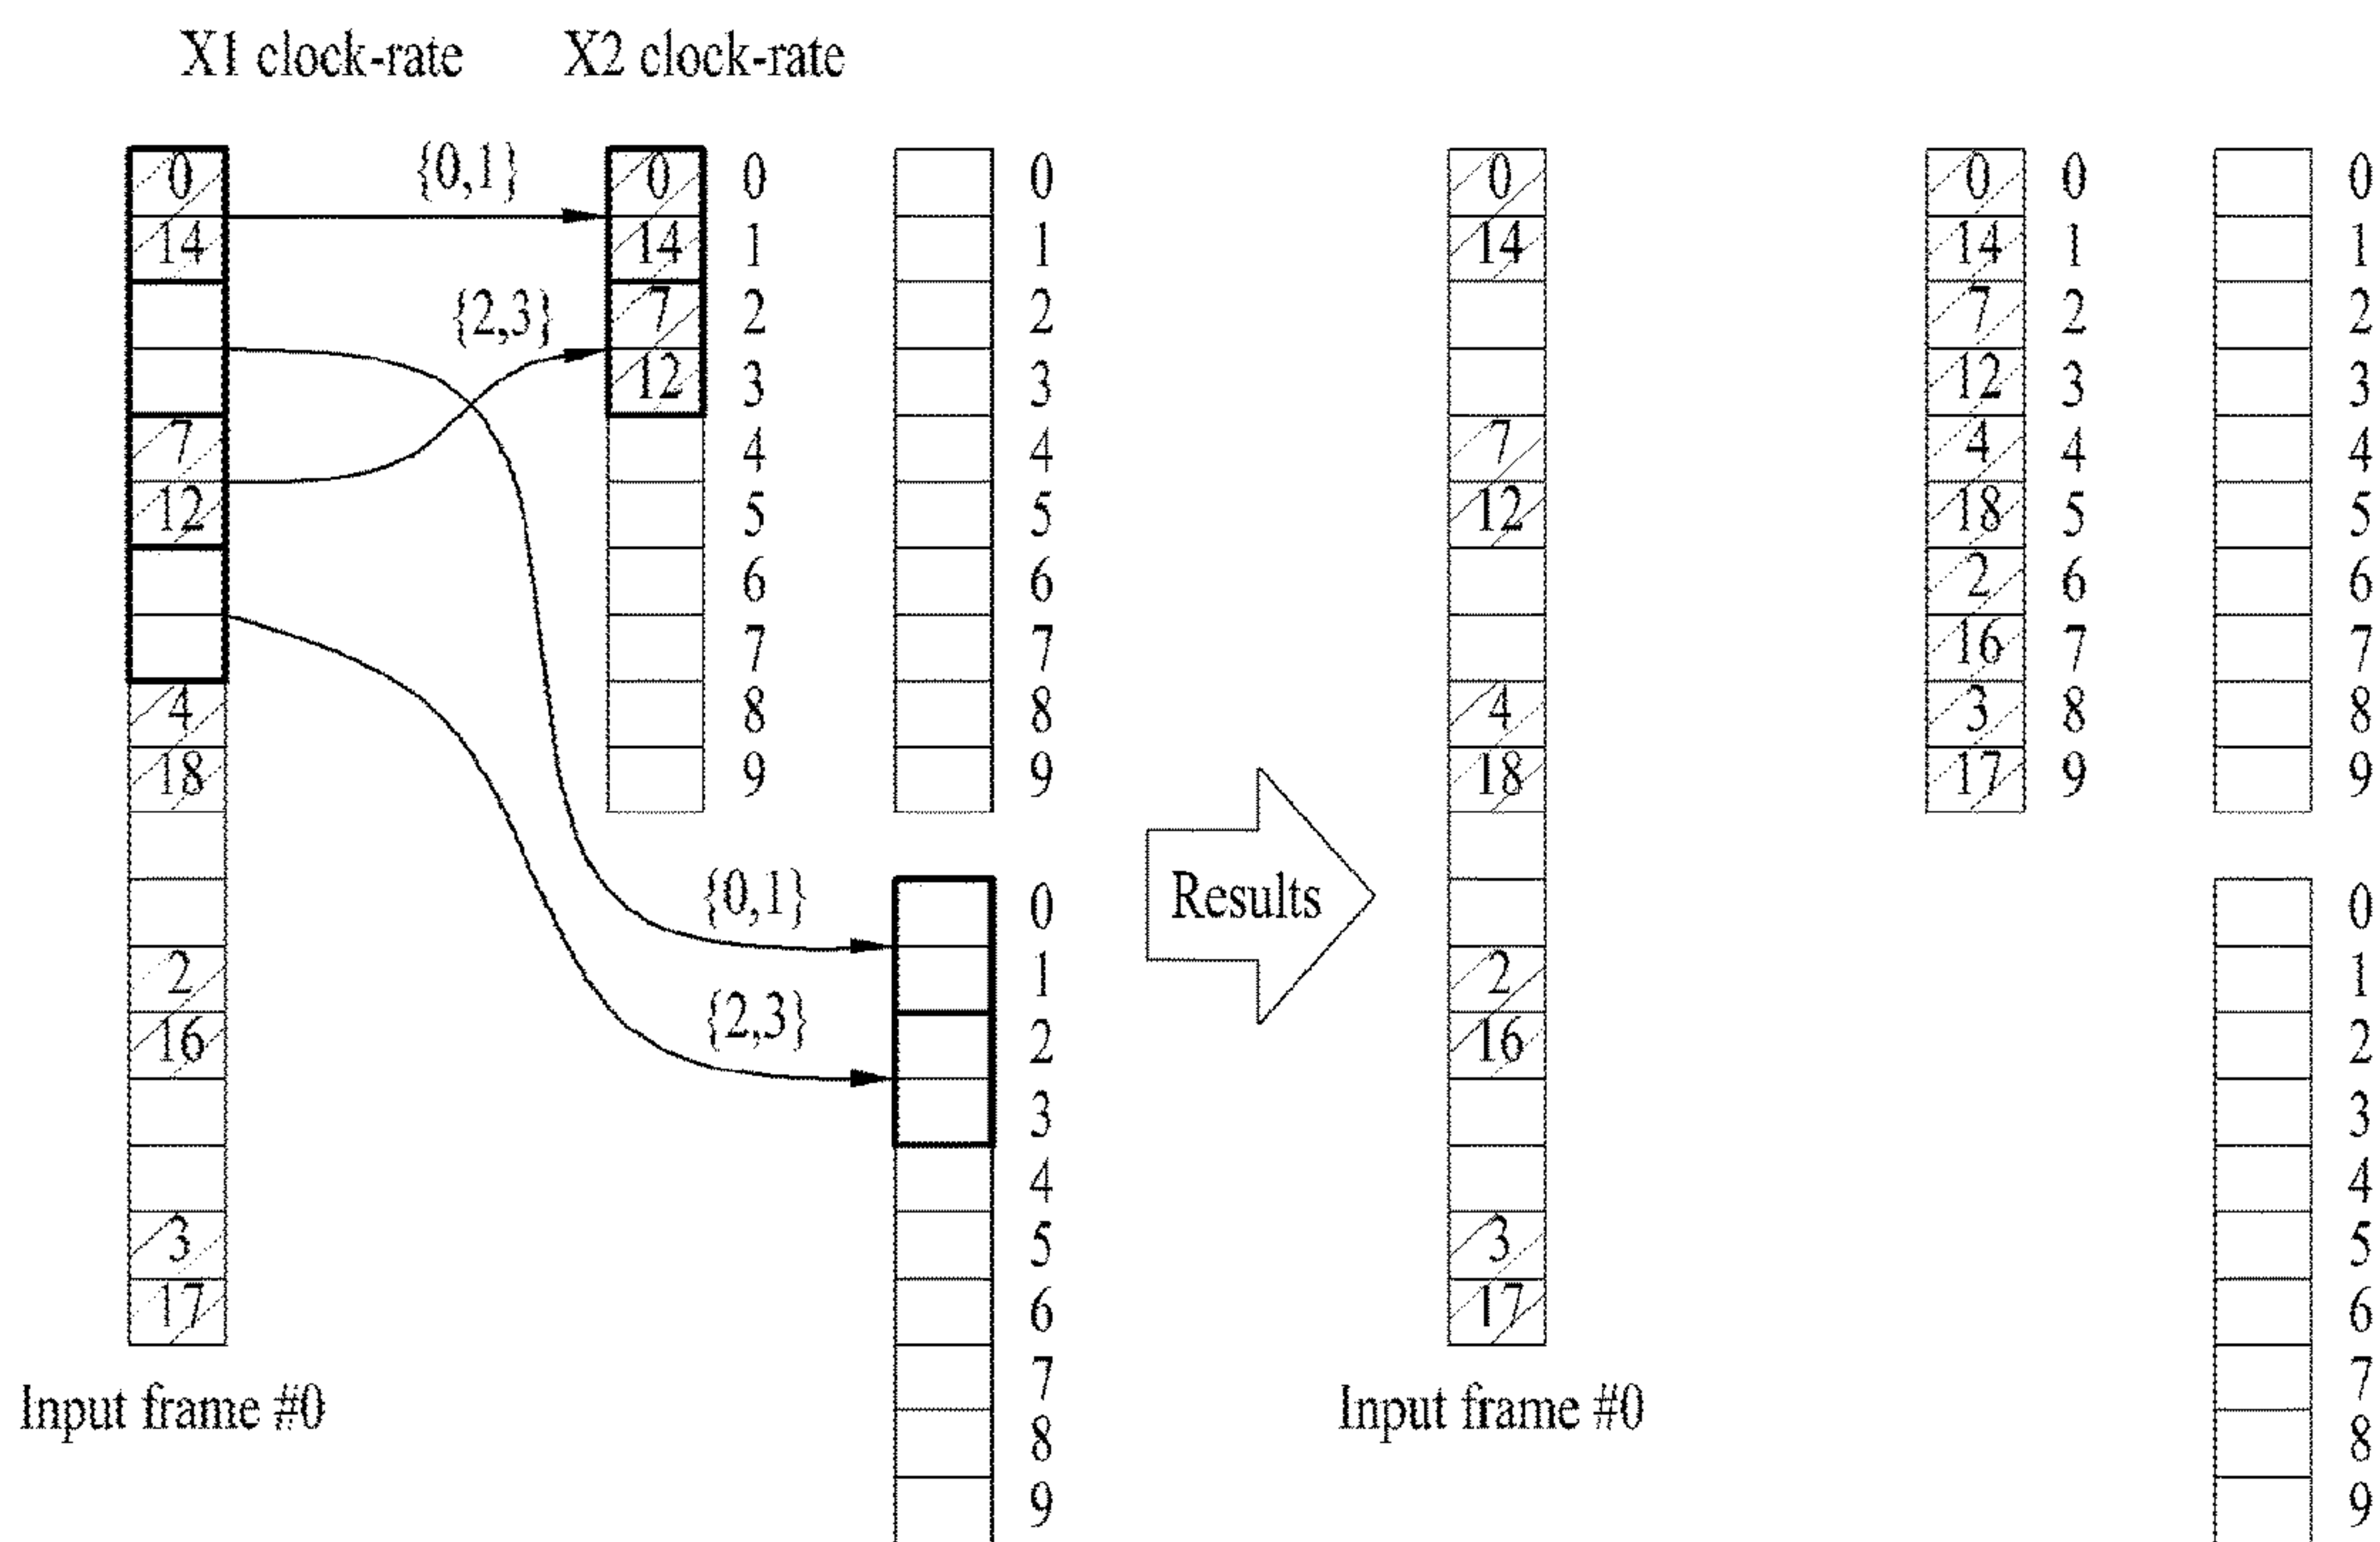 X1 clock-rate X2 clock-rate
0 {0,1} 0 0 0 0 0 0 0
14 14 1 1 14 14 1 1
{2,3} 7 2 2 7 2 2
12 3 3 12 3 3
7 4 4 7 4 4 4
12 5 5 12 18 5 5
6 6 2 6 6
7 7 16 7 7
4 8 8 4 3 8 8
18 9 9 18 17 9 9
{0,1} 0 Results 0
2 1 2 1
16 {2,3} 2 16 2
3 3
4 4
3 5 3 5
17 6 17 6
Input frame #0 7 Input frame #0 7
8 8
9 9